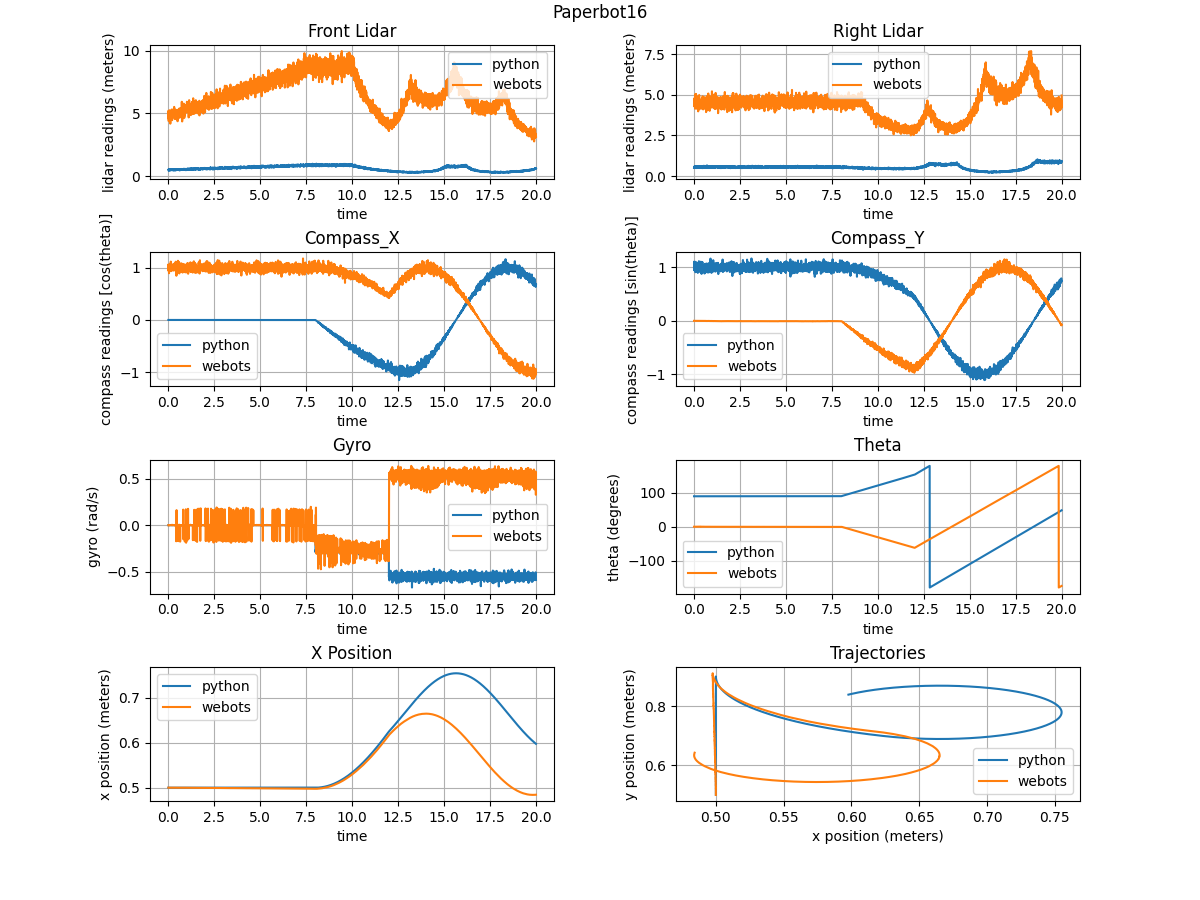 Paperbot16
Front Lidar
lidar readings (meters)
10
5
0
python
webots
0.0 2.5 5.0 7.5 10.0 12.5 15.0 17.5 20.0
time
Right Lidar
lidar readings (meters)
7.5
5.0
2.5
0.0
python
webots
0.0 2.5 5.0 7.5 10.0 12.5 15.0 17.5 20.0
time
Compass_X
compass readings [cos(theta)]
1
0
−1
python
webots
0.0 2.5 5.0 7.5 10.0 12.5 15.0 17.5 20.0
time
Compass_Y
compass readings [sin(theta)]
1
0
−1
python
webots
0.0 2.5 5.0 7.5 10.0 12.5 15.0 17.5 20.0
time
Gyro
gyro (rad/s)
0.5
0.0
−0.5
python
webots
0.0 2.5 5.0 7.5 10.0 12.5 15.0 17.5 20.0
time
Theta
theta (degrees)
100
0
−100
python
webots
0.0 2.5 5.0 7.5 10.0 12.5 15.0 17.5 20.0
time
X Position
x position (meters)
0.7
0.6
0.5
python
webots
0.0 2.5 5.0 7.5 10.0 12.5 15.0 17.5 20.0
time
Trajectories
y position (meters)
0.8
0.6
python
webots
0.50 0.55 0.60 0.65 0.70 0.75
x position (meters)